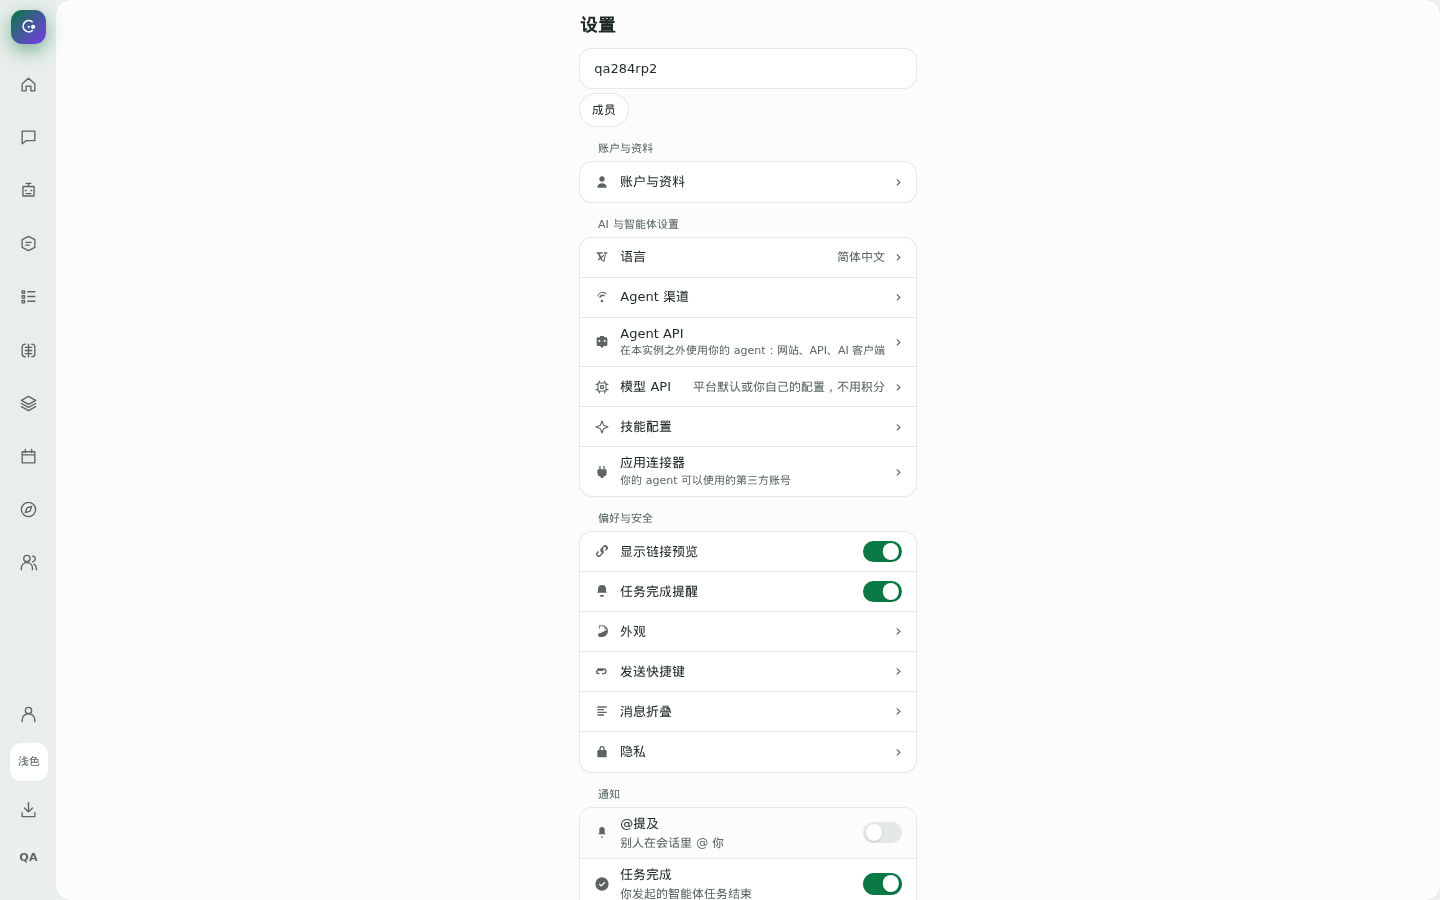 设置
qa284rp2
成员
账户与资料
账户与资料
AI 与智能体设置
语言 简体中文
Agent 渠道
Agent API
在本实例之外使用你的 agent：网站、API、AI 客户端
模型 API 平台默认或你自己的配置，不用积分
技能配置
应用连接器
你的 agent 可以使用的第三方账号
偏好与安全
显示链接预览
任务完成提醒
外观
发送快捷键
消息折叠
隐私
浅色
通知
@提及
别人在会话里 @ 你
QA
任务完成
你发起的智能体任务结束